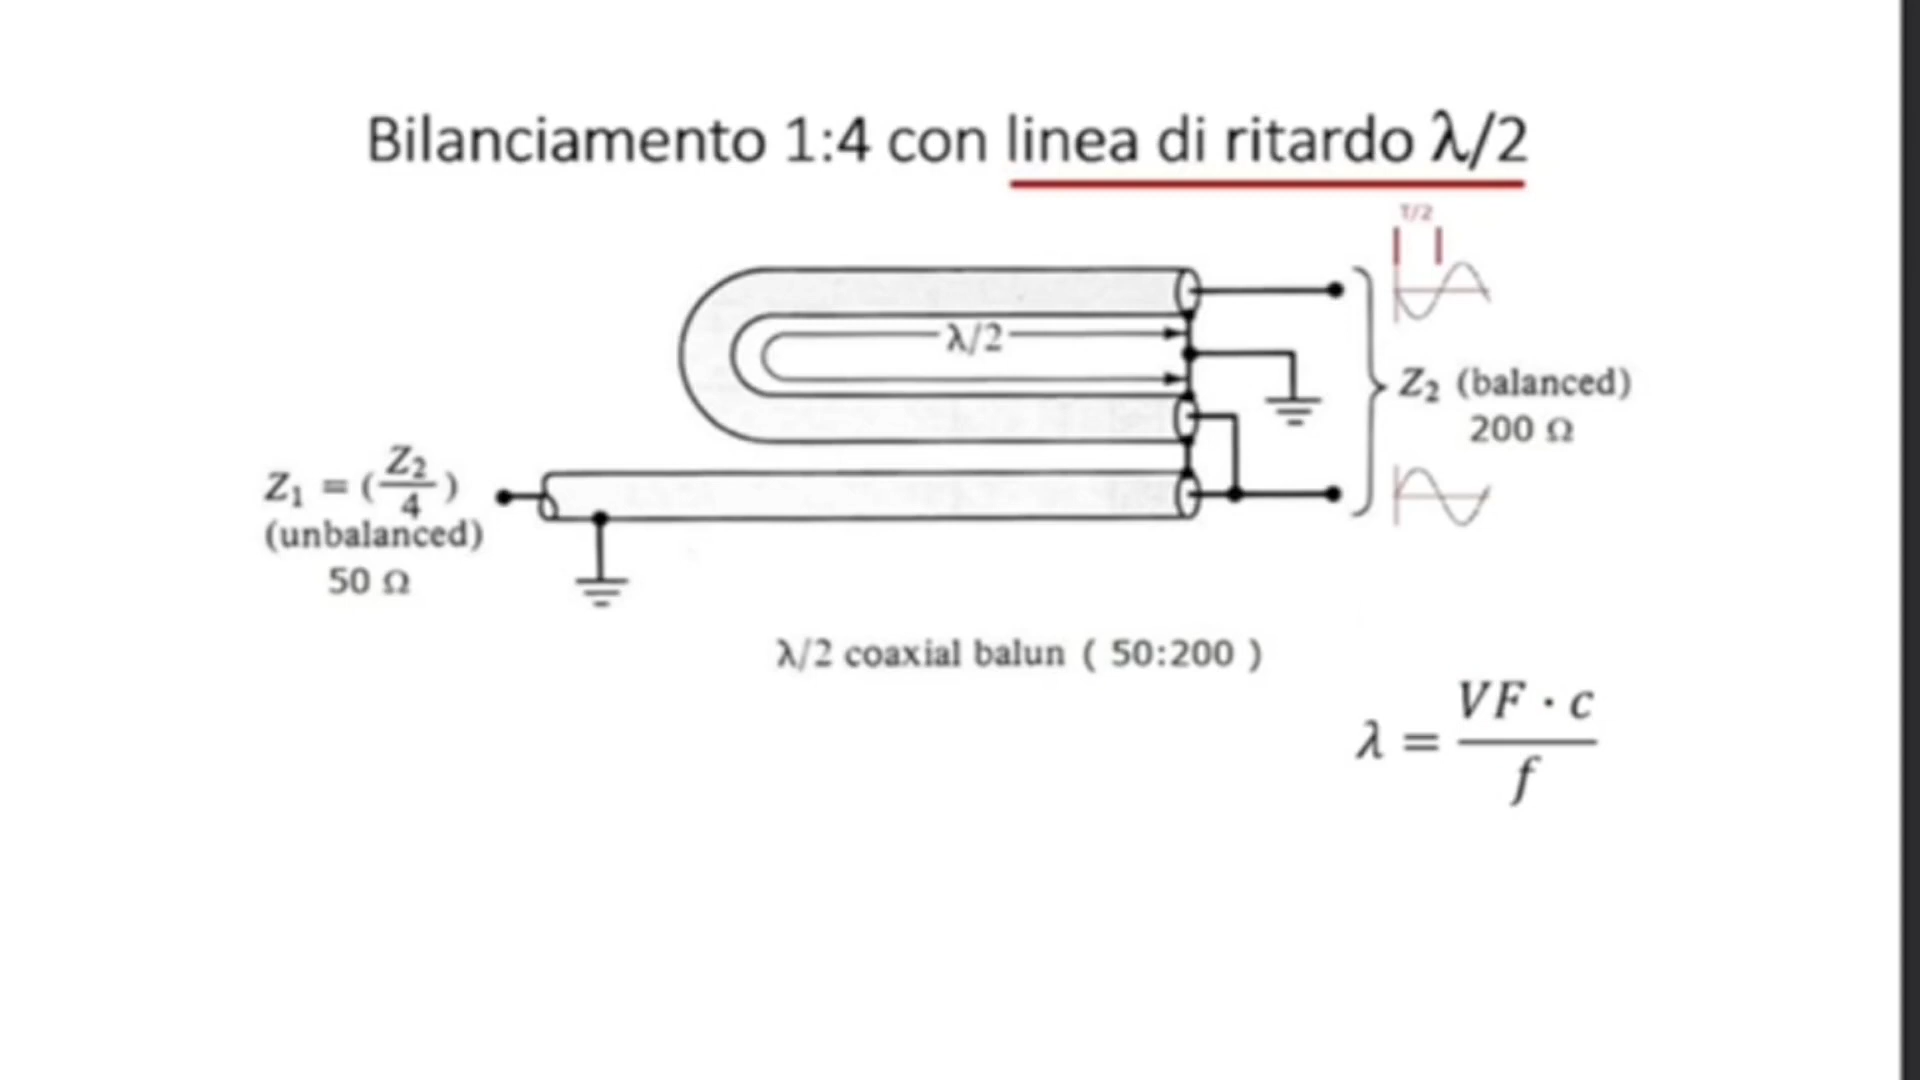 Bilanciamento 1:4 con linea di ritardo λ/2
T/2
λ/2
Z₂ (balanced)
200 Ω
Z₁ = (Z₂/4)
(unbalanced)
50 Ω
λ/2 coaxial balun ( 50:200 )
λ = VF · c / f